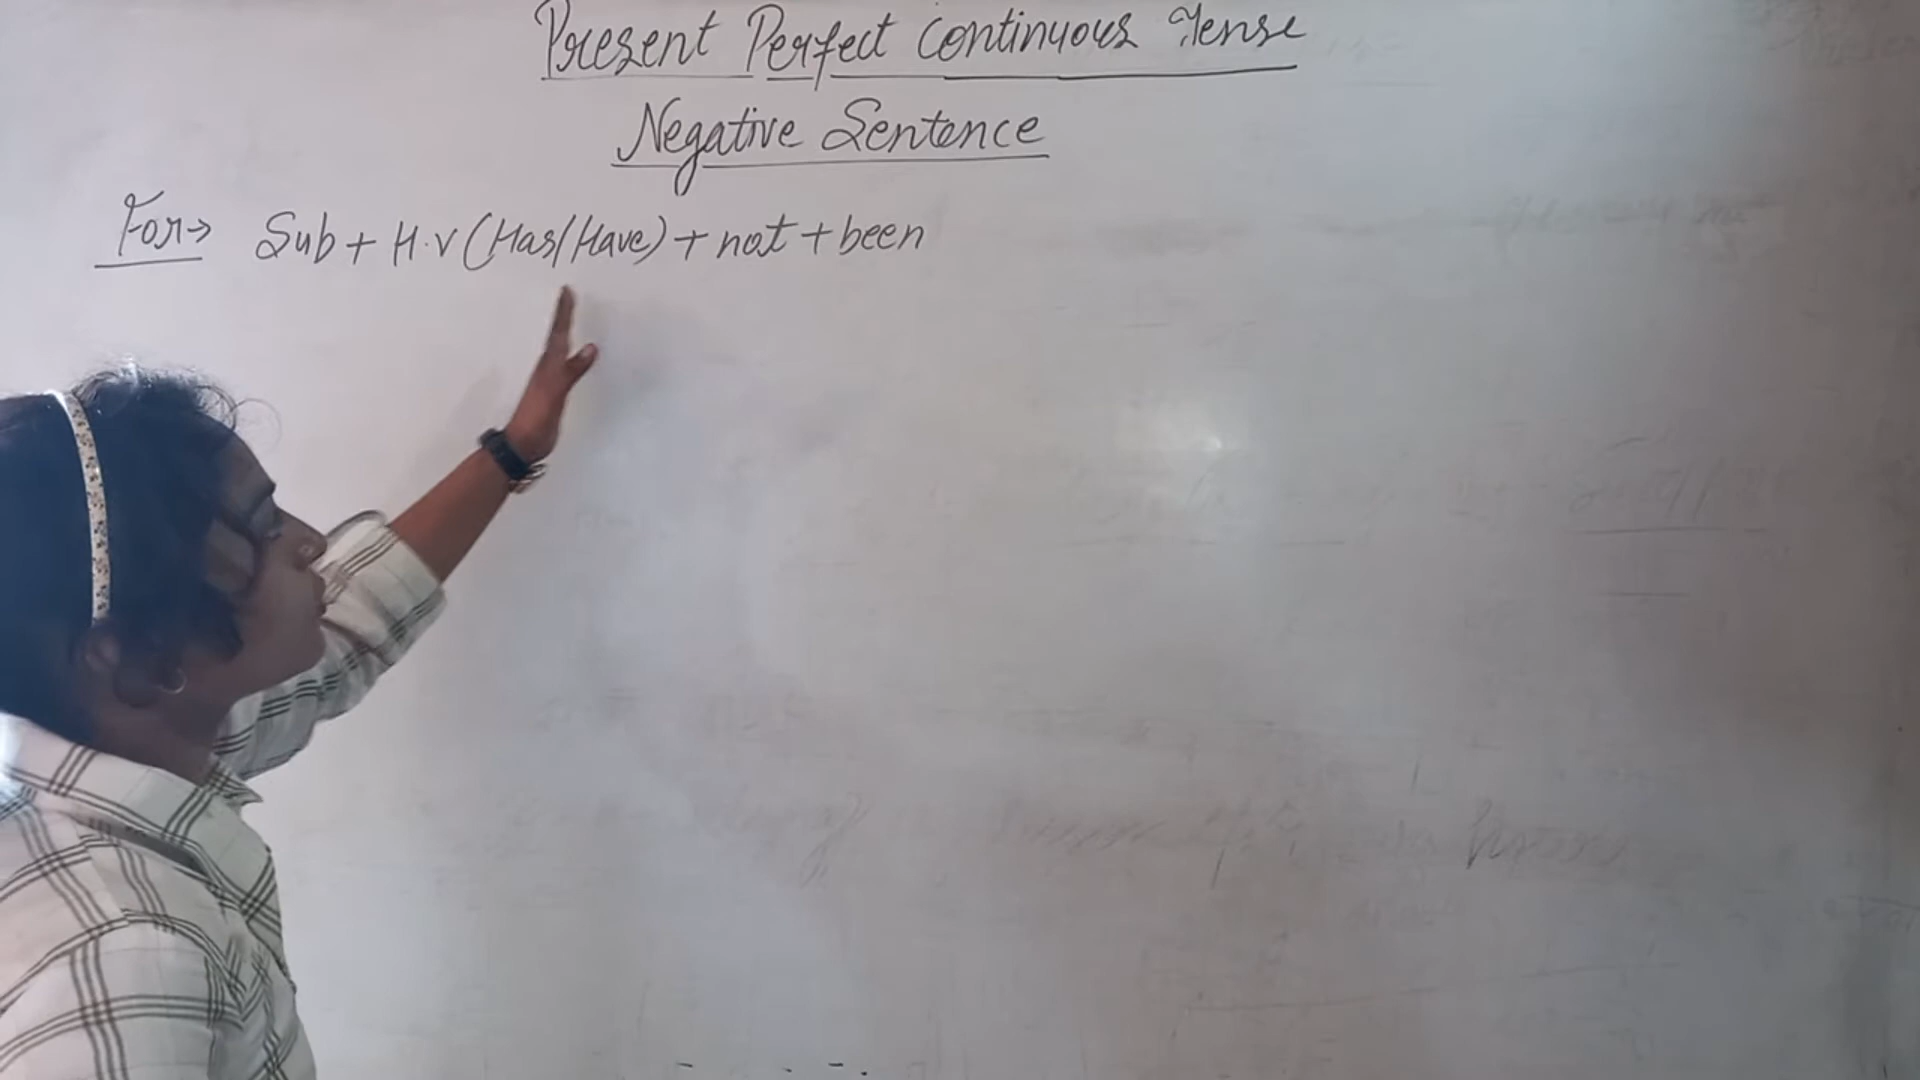 Present Perfect Continuous Tense
Negative Sentence
For→ Sub + H.V (Has/Have) + not + been